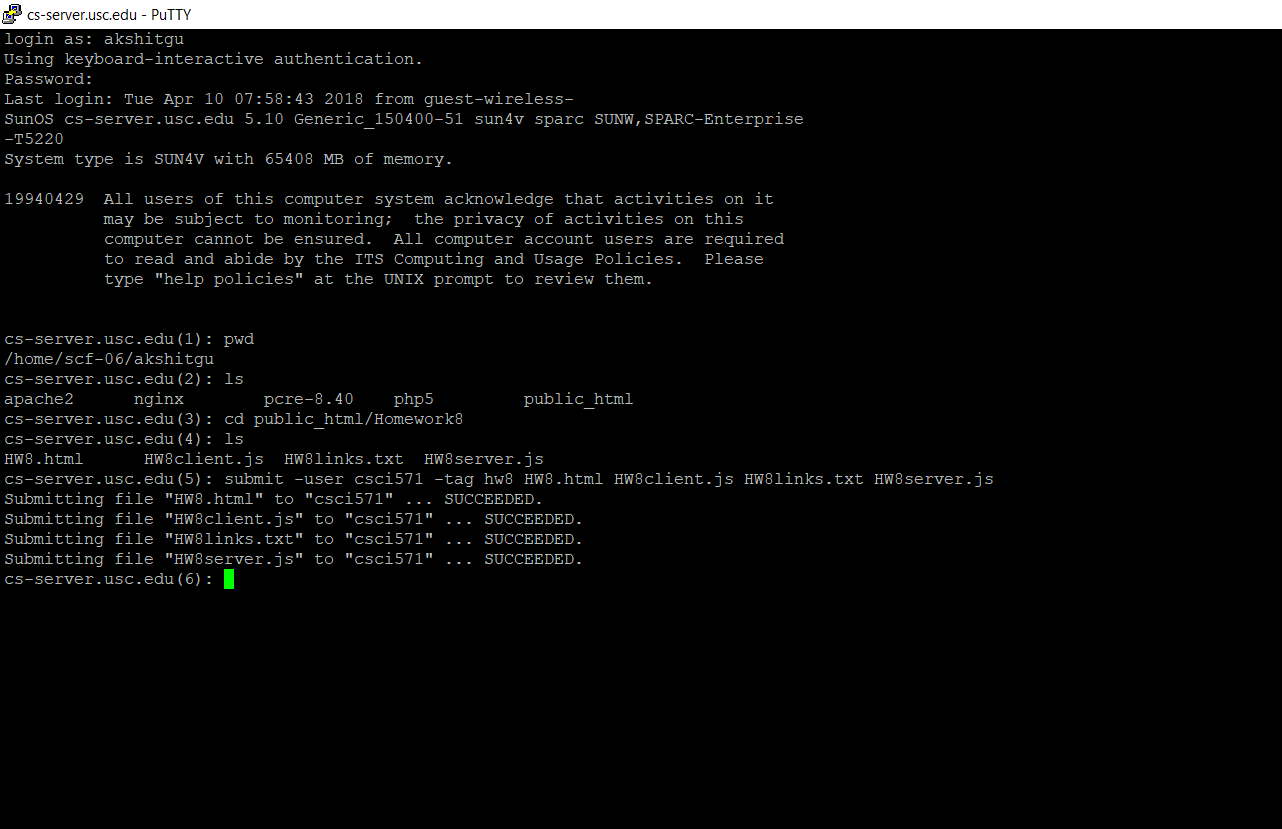 cs-server.usc.edu - PuTTY
login as: akshitgu
Using keyboard-interactive authentication.
Password:
Last login: Tue Apr 10 07:58:43 2018 from guest-wireless-
SunOS cs-server.usc.edu 5.10 Generic_150400-51 sun4v sparc SUNW,SPARC-Enterprise
-T5220
System type is SUN4V with 65408 MB of memory.
19940429  All users of this computer system acknowledge that activities on it
          may be subject to monitoring;  the privacy of activities on this
          computer cannot be ensured.  All computer account users are required
          to read and abide by the ITS Computing and Usage Policies.  Please
          type "help policies" at the UNIX prompt to review them.
cs-server.usc.edu(1): pwd
/home/scf-06/akshitgu
cs-server.usc.edu(2): ls
apache2      nginx        pcre-8.40    php5         public_html
cs-server.usc.edu(3): cd public_html/Homework8
cs-server.usc.edu(4): ls
HW8.html      HW8client.js  HW8links.txt  HW8server.js
cs-server.usc.edu(5): submit -user csci571 -tag hw8 HW8.html HW8client.js HW8links.txt HW8server.js
Submitting file "HW8.html" to "csci571" ... SUCCEEDED.
Submitting file "HW8client.js" to "csci571" ... SUCCEEDED.
Submitting file "HW8links.txt" to "csci571" ... SUCCEEDED.
Submitting file "HW8server.js" to "csci571" ... SUCCEEDED.
cs-server.usc.edu(6):